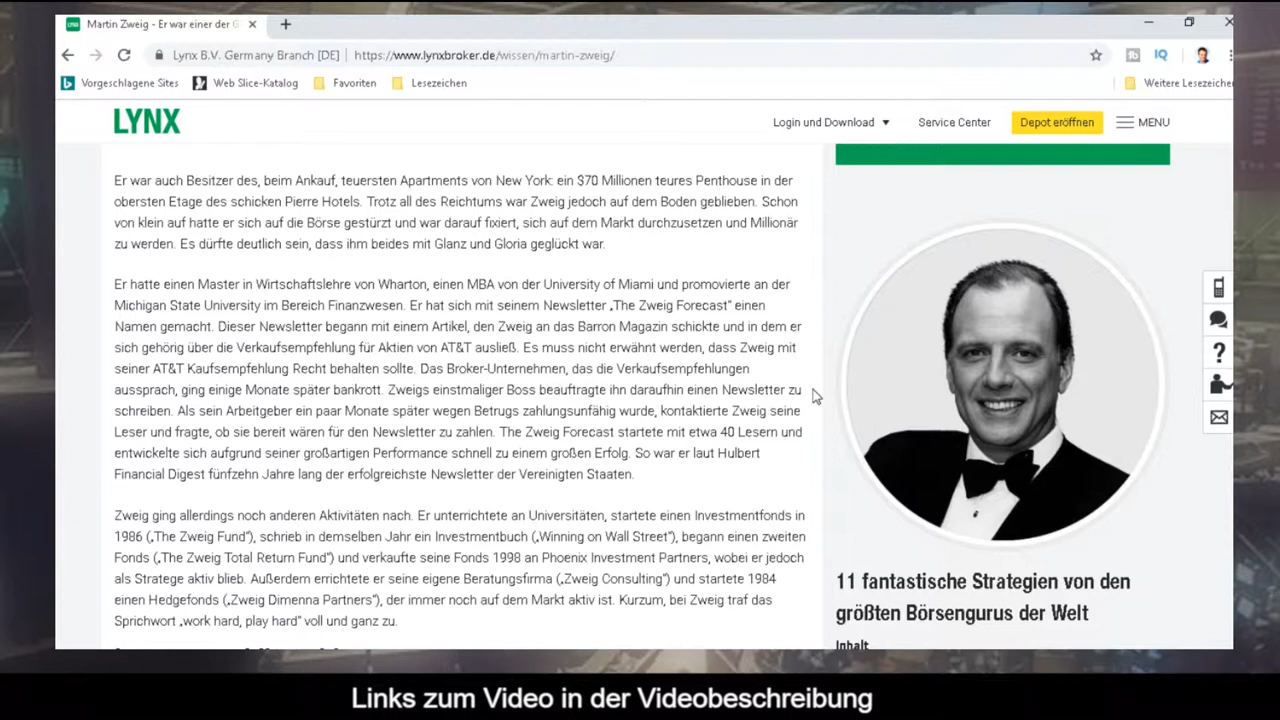 Martin Zweig - Er war einer der G
Lynx B.V. Germany Branch [DE] | https://www.lynxbroker.de/wissen/martin-zweig/
Vorgeschlagene Sites Web Slice-Katalog Favoriten Lesezeichen Weitere Lesezeichen
LYNX
Login und Download Service Center Depot eröffnen MENU
Er war auch Besitzer des, beim Ankauf, teuersten Apartments von New York: ein $70 Millionen teures Penthouse in der
obersten Etage des schicken Pierre Hotels. Trotz all des Reichtums war Zweig jedoch auf dem Boden geblieben. Schon
von klein auf hatte er sich auf die Börse gestürzt und war darauf fixiert, sich auf dem Markt durchzusetzen und Millionär
zu werden. Es dürfte deutlich sein, dass ihm beides mit Glanz und Gloria geglückt war.
Er hatte einen Master in Wirtschaftslehre von Wharton, einen MBA von der University of Miami und promovierte an der
Michigan State University im Bereich Finanzwesen. Er hat sich mit seinem Newsletter „The Zweig Forecast“ einen
Namen gemacht. Dieser Newsletter begann mit einem Artikel, den Zweig an das Barron Magazin schickte und in dem er
sich gehörig über die Verkaufsempfehlung für Aktien von AT&T ausließ. Es muss nicht erwähnt werden, dass Zweig mit
seiner AT&T Kaufsempfehlung Recht behalten sollte. Das Broker-Unternehmen, das die Verkaufsempfehlungen
aussprach, ging einige Monate später bankrott. Zweigs einstmaliger Boss beauftragte ihn daraufhin einen Newsletter zu
schreiben. Als sein Arbeitgeber ein paar Monate später wegen Betrugs zahlungsunfähig wurde, kontaktierte Zweig seine
Leser und fragte, ob sie bereit wären für den Newsletter zu zahlen. The Zweig Forecast startete mit etwa 40 Lesern und
entwickelte sich aufgrund seiner großartigen Performance schnell zu einem großen Erfolg. So war er laut Hulbert
Financial Digest fünfzehn Jahre lang der erfolgreichste Newsletter der Vereinigten Staaten.
Zweig ging allerdings noch anderen Aktivitäten nach. Er unterrichtete an Universitäten, startete einen Investmentfonds in
1986 („The Zweig Fund“), schrieb in demselben Jahr ein Investmentbuch („Winning on Wall Street“), begann einen zweiten
Fonds („The Zweig Total Return Fund“) und verkaufte seine Fonds 1998 an Phoenix Investment Partners, wobei er jedoch
als Stratege aktiv blieb. Außerdem errichtete er seine eigene Beratungsfirma („Zweig Consulting“) und startete 1984
einen Hedgefonds („Zweig Dimenna Partners“), der immer noch auf dem Markt aktiv ist. Kurzum, bei Zweig traf das
Sprichwort „work hard, play hard“ voll und ganz zu.
11 fantastische Strategien von den
größten Börsengurus der Welt
Inhalt
Links zum Video in der Videobeschreibung